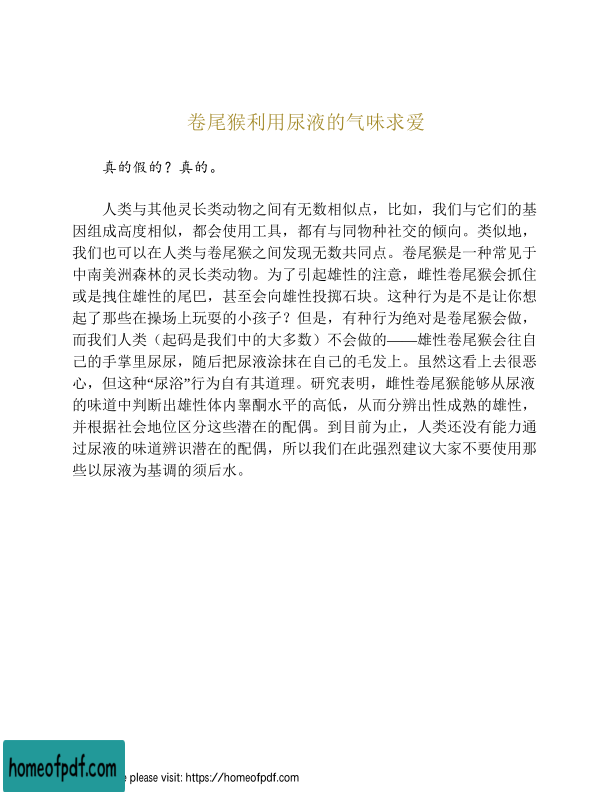 卷尾猴利用尿液的气味求爱
真的假的？真的。
人类与其他灵长类动物之间有无数相似点，比如，我们与它们的基
因组成高度相似，都会使用工具，都有与同物种社交的倾向。类似地，
我们也可以在人类与卷尾猴之间发现无数共同点。卷尾猴是一种常见于
中南美洲森林的灵长类动物。为了引起雄性的注意，雌性卷尾猴会抓住
或是拽住雄性的尾巴，甚至会向雄性投掷石块。这种行为是不是让你想
起了那些在操场上玩耍的小孩子？但是，有种行为绝对是卷尾猴会做，
而我们人类（起码是我们中的大多数）不会做的——雄性卷尾猴会往自
己的手掌里尿尿，随后把尿液涂抹在自己的毛发上。虽然这看上去很恶
心，但这种“尿浴”行为自有其道理。研究表明，雌性卷尾猴能够从尿液
的味道中判断出雄性体内睾酮水平的高低，从而分辨出性成熟的雄性，
并根据社会地位区分这些潜在的配偶。到目前为止，人类还没有能力通
过尿液的味道辨识潜在的配偶，所以我们在此强烈建议大家不要使用那
些以尿液为基调的须后水。
homeofpdf.com
e please visit: https://homeofpdf.com